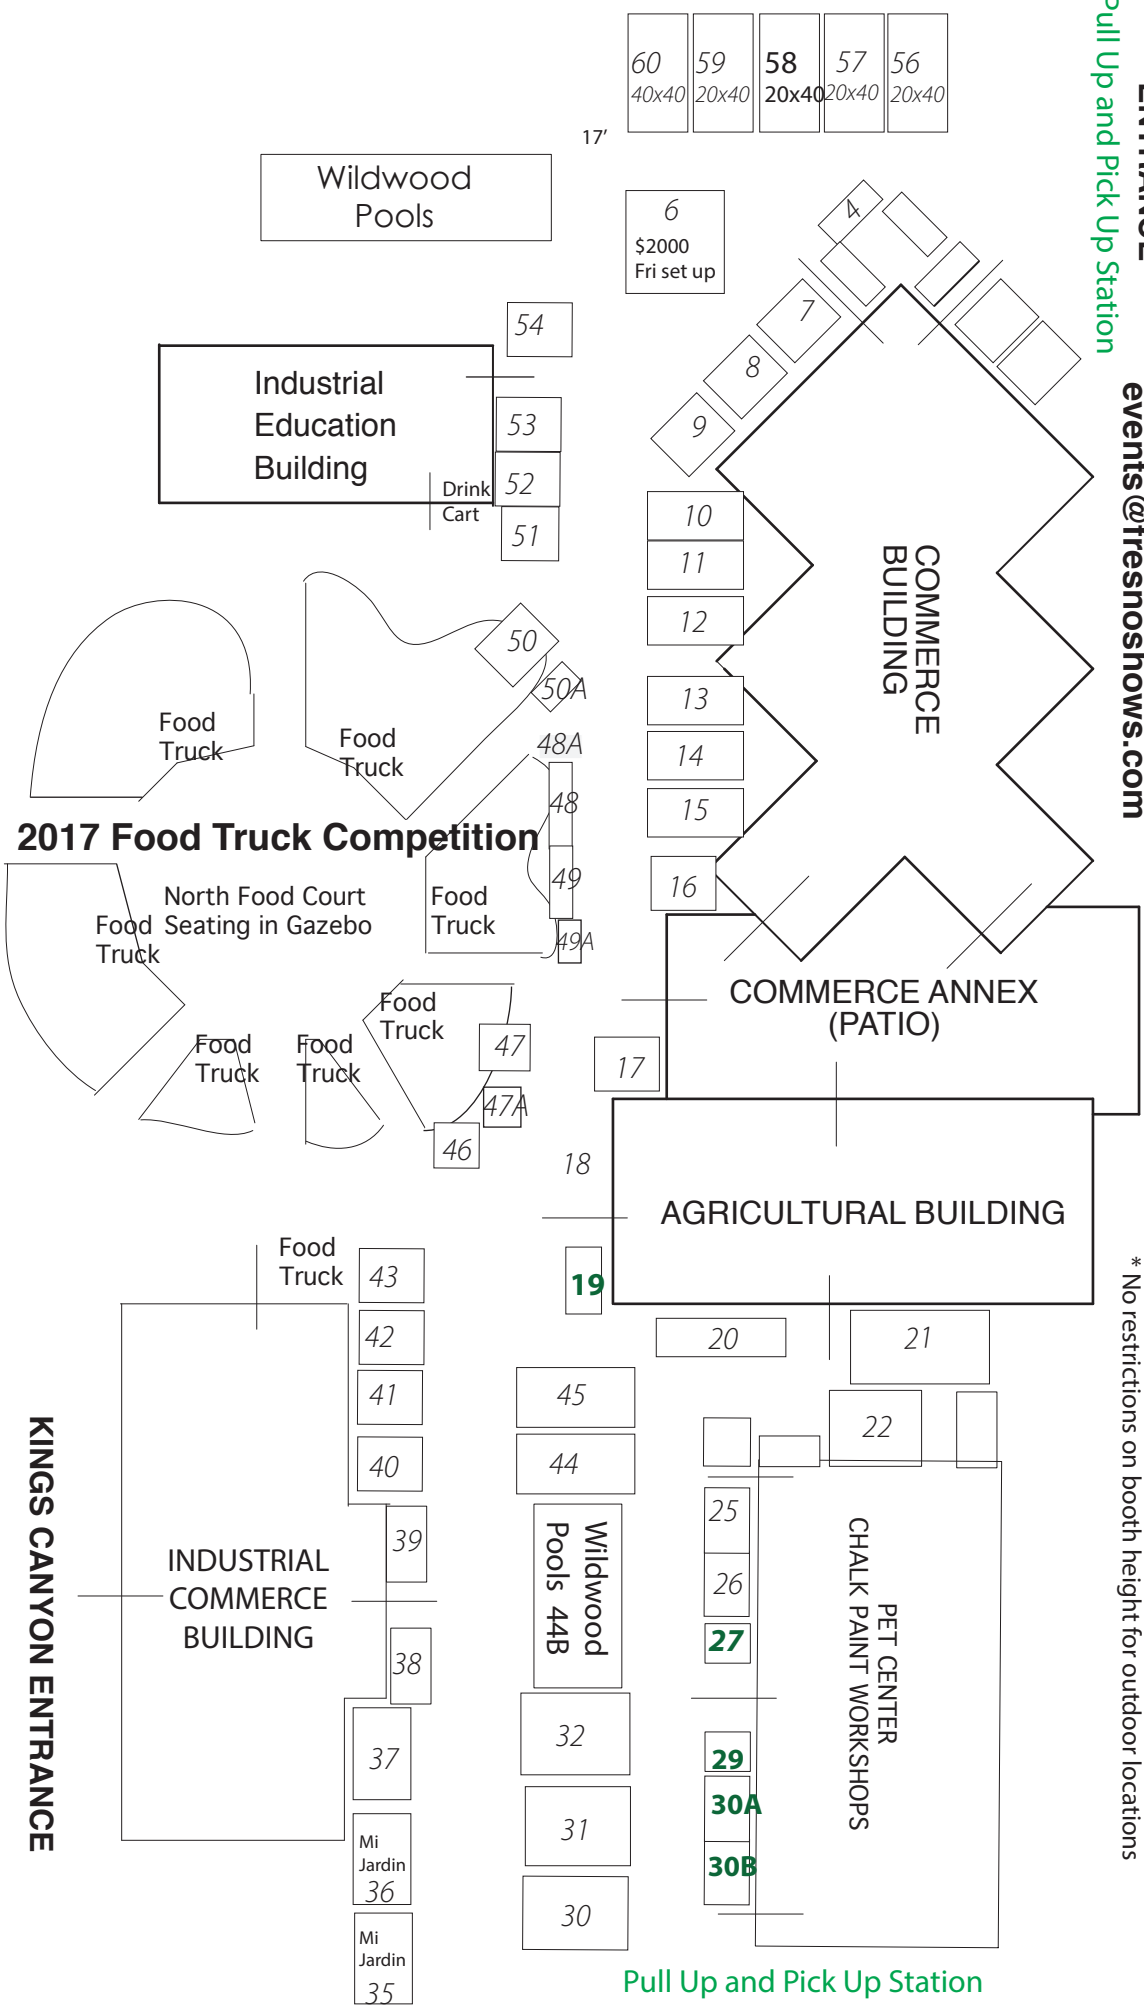 60
40x40
59
20x40
58
20x40
57
20x40
56
20x40
17'
Wildwood
Pools
6
$2000
Fri set up
4
Pull Up and Pick Up Station
ENTRANCE
events@fresnoshows.com
54
7
8
9
Industrial
Education
Building
53
52
51
Drink
Cart
10
11
12
13
14
15
16
COMMERCE
BUILDING
50
50A
48A
48
49
49A
Food
Truck
Food
Truck
2017 Food Truck Competition
North Food Court
Seating in Gazebo
Food
Truck
Food
Truck
Food
Truck
Food
Truck
Food
Truck
47
47A
46
COMMERCE ANNEX
(PATIO)
17
18
AGRICULTURAL BUILDING
19
20
21
22
* No restrictions on booth height for outdoor locations
Food
Truck
43
42
41
40
39
38
37
Mi
Jardin
36
Mi
Jardin
35
KINGS CANYON ENTRANCE
INDUSTRIAL
COMMERCE
BUILDING
45
44
Wildwood
Pools 44B
32
31
30
25
26
27
29
30A
30B
PET CENTER
CHALK PAINT WORKSHOPS
Pull Up and Pick Up Station